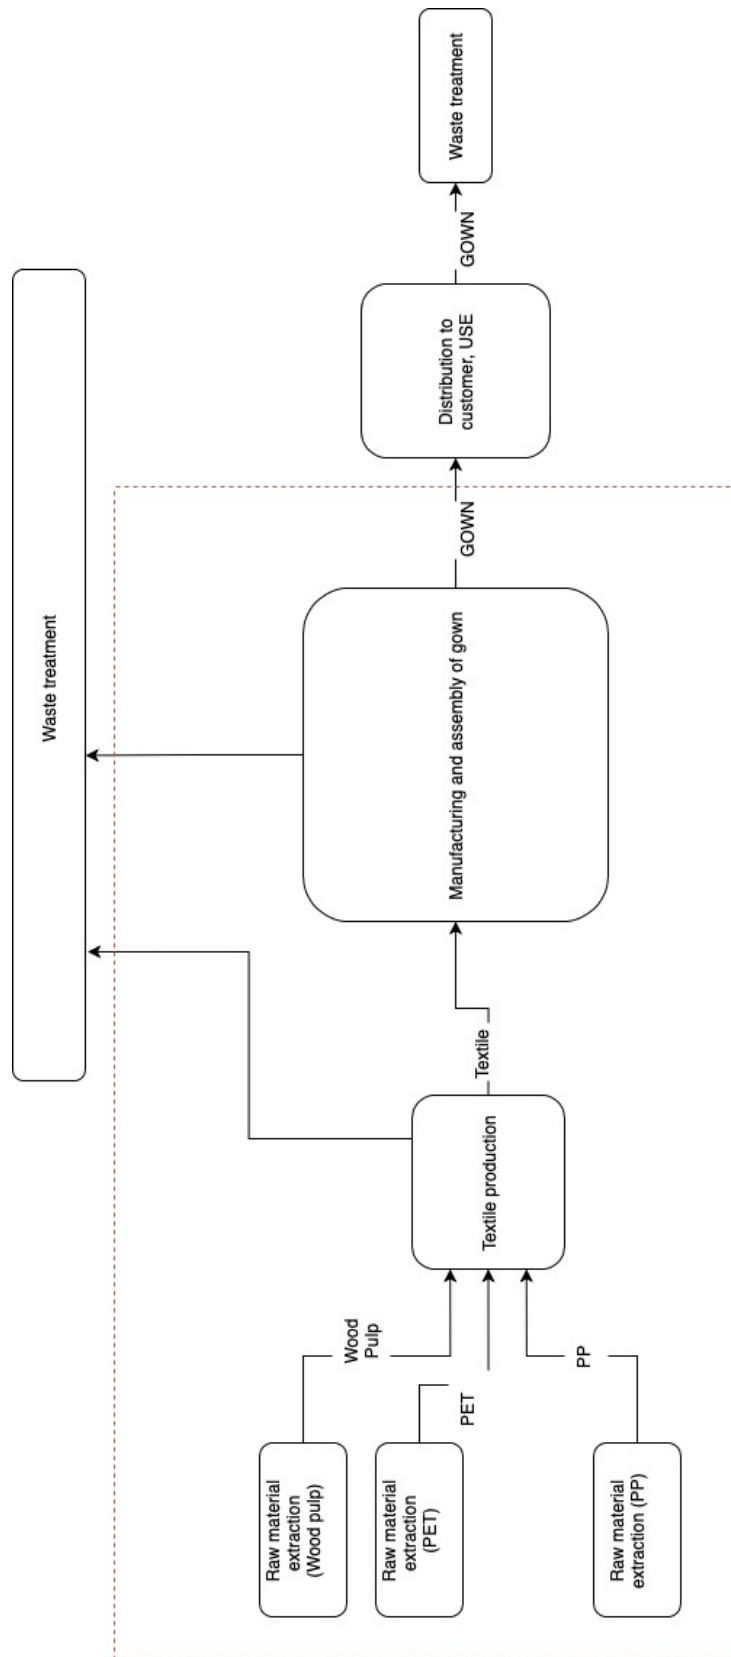 Waste treatment
Raw material
extraction
(Wood pulp)
Wood
Pulp
Raw material
extraction
(PET)
PET
Raw material
extraction (PP)
PP
Textile production
Textile
Manufacturing and assembly of gown
GOWN
Distribution to
customer, USE
GOWN
Waste treatment